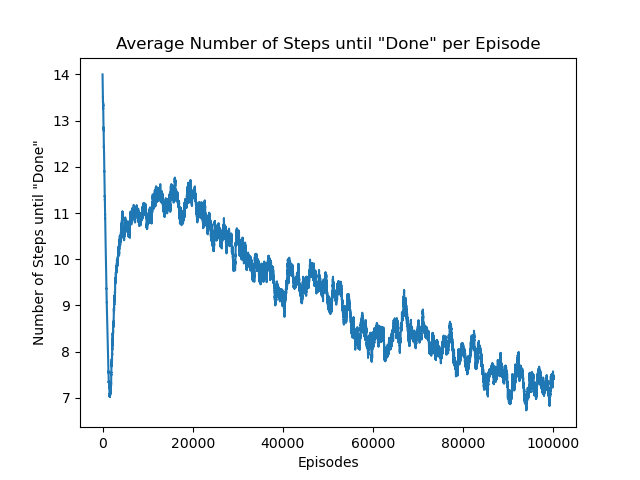 Average Number of Steps until "Done" per Episode
Number of Steps until "Done"
14
13
12
11
10
9
8
7
0 20000 40000 60000 80000 100000
Episodes